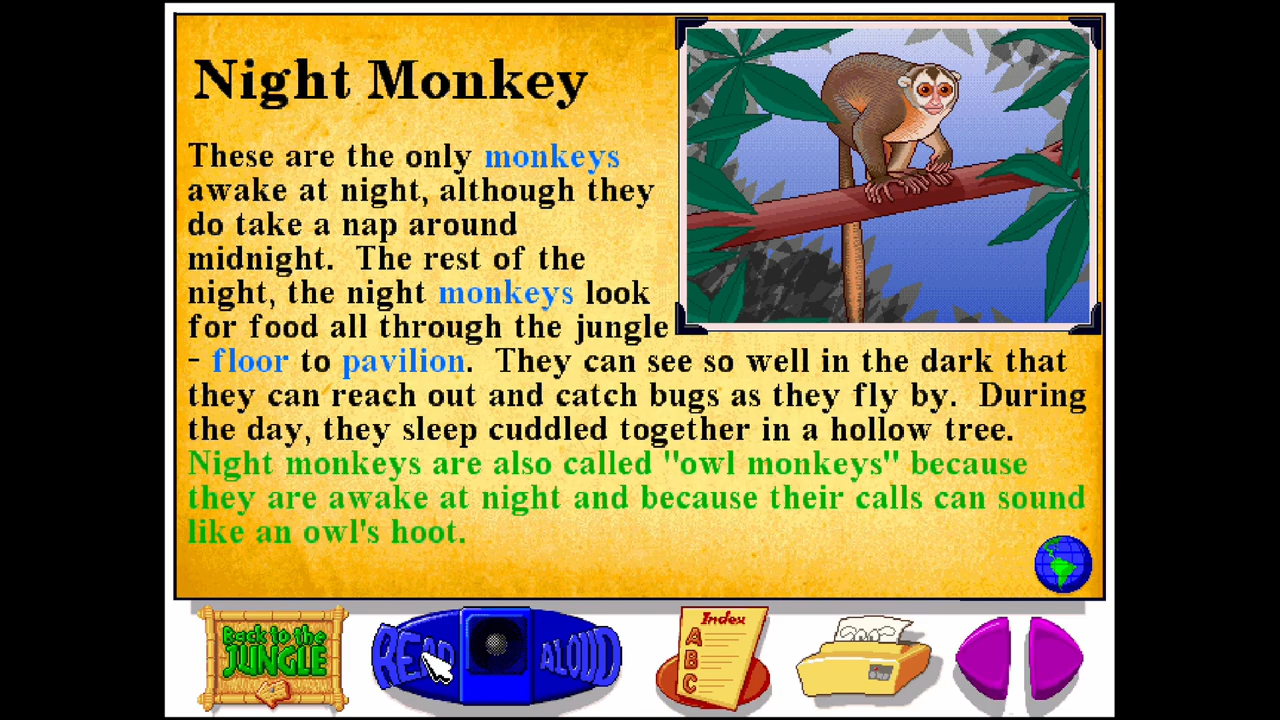 Night Monkey
These are the only monkeys
awake at night, although they
do take a nap around
midnight.  The rest of the
night, the night monkeys look
for food all through the jungle
- floor to pavilion.  They can see so well in the dark that
they can reach out and catch bugs as they fly by.  During
the day, they sleep cuddled together in a hollow tree.
Night monkeys are also called "owl monkeys" because
they are awake at night and because their calls can sound
like an owl's hoot.
Back to the
JUNGLE
READ ALOUD
Index
A
B
C